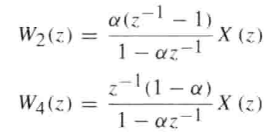 W₂(z) = α(z⁻¹ − 1) / 1 − αz⁻¹ X(z)
W₄(z) = z⁻¹(1 − α) / 1 − αz⁻¹ X(z)